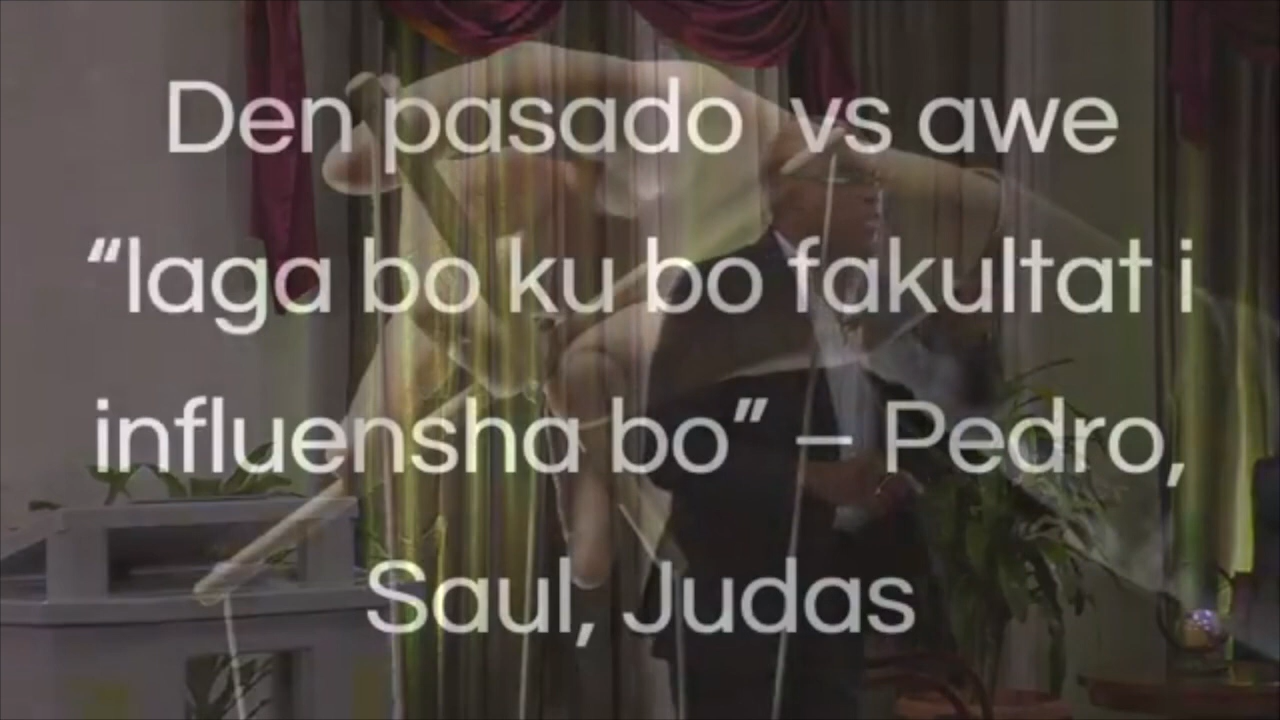 Den pasado vs awe
“laga bo ku bo fakultat i
influensha bo” – Pedro,
Saul, Judas